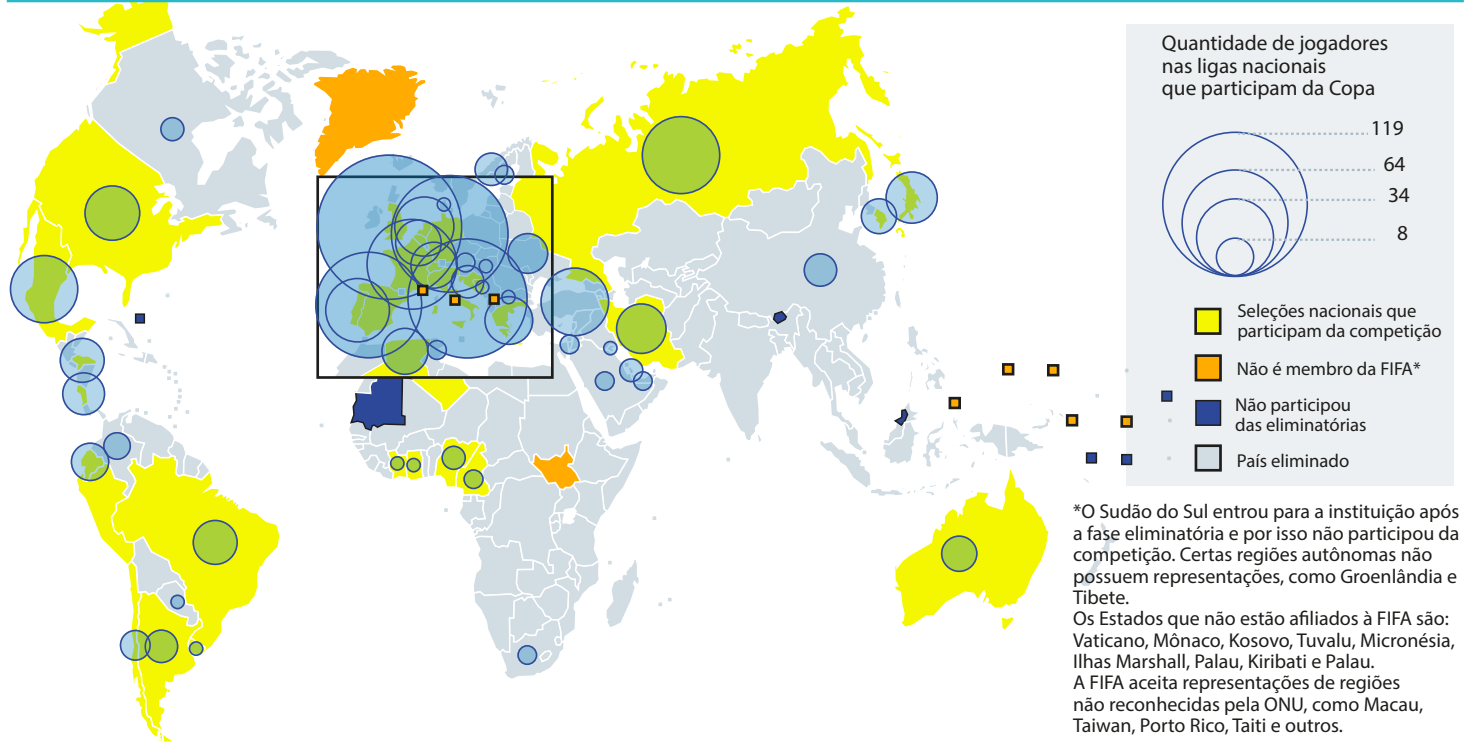 Quantidade de jogadores
nas ligas nacionais
que participam da Copa
119
64
34
8
Seleções nacionais que
participam da competição
Não é membro da FIFA*
Não participou
das eliminatórias
País eliminado
*O Sudão do Sul entrou para a instituição após
a fase eliminatória e por isso não participou da
competição. Certas regiões autônomas não
possuem representações, como Groenlândia e
Tibete.
Os Estados que não estão afiliados à FIFA são:
Vaticano, Mônaco, Kosovo, Tuvalu, Micronésia,
Ilhas Marshall, Palau, Kiribati e Palau.
A FIFA aceita representações de regiões
não reconhecidas pela ONU, como Macau,
Taiwan, Porto Rico, Taiti e outros.